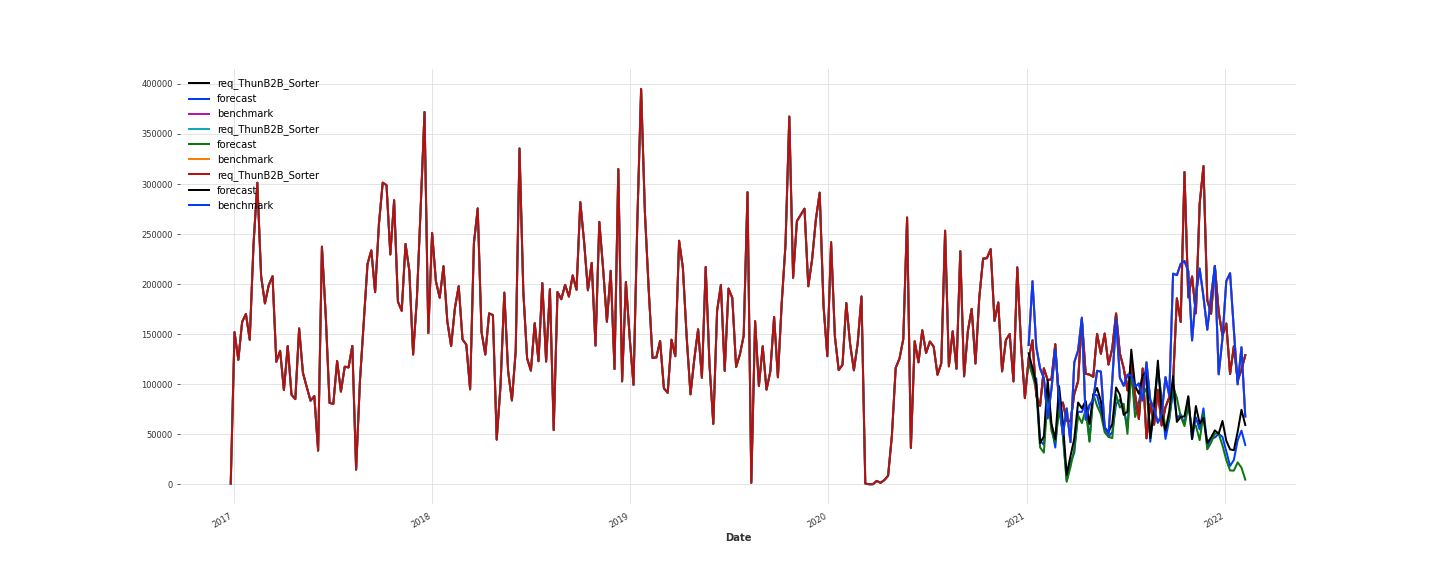 400000
350000
300000
250000
200000
150000
100000
50000
0
req_ThunB2B_Sorter
forecast
benchmark
req_ThunB2B_Sorter
forecast
benchmark
req_ThunB2B_Sorter
forecast
benchmark
2017
2018
2019
2020
2021
2022
Date